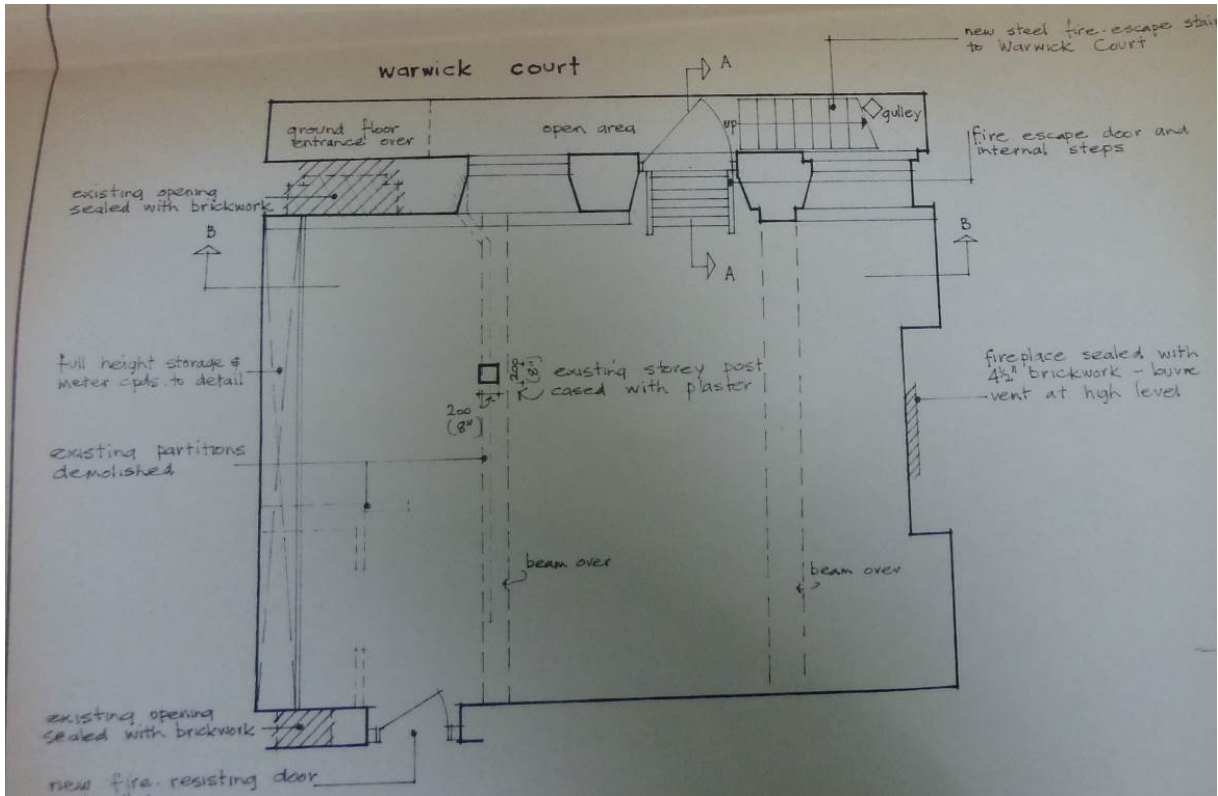 new steel fire-escape stair
to Warwick Court
warwick court
A
ground floor
entrance over
open area
up
gulley
fire escape door and
internal steps
existing opening
sealed with brickwork
B
B
A
full height storage &
meter cpds. to detail
200
(8")
existing storey post
cased with plaster
200
(8")
fireplace sealed with
4½" brickwork - louvre
vent at high level
existing partitions
demolished
beam over
beam over
existing opening
sealed with brickwork
new fire-resisting door